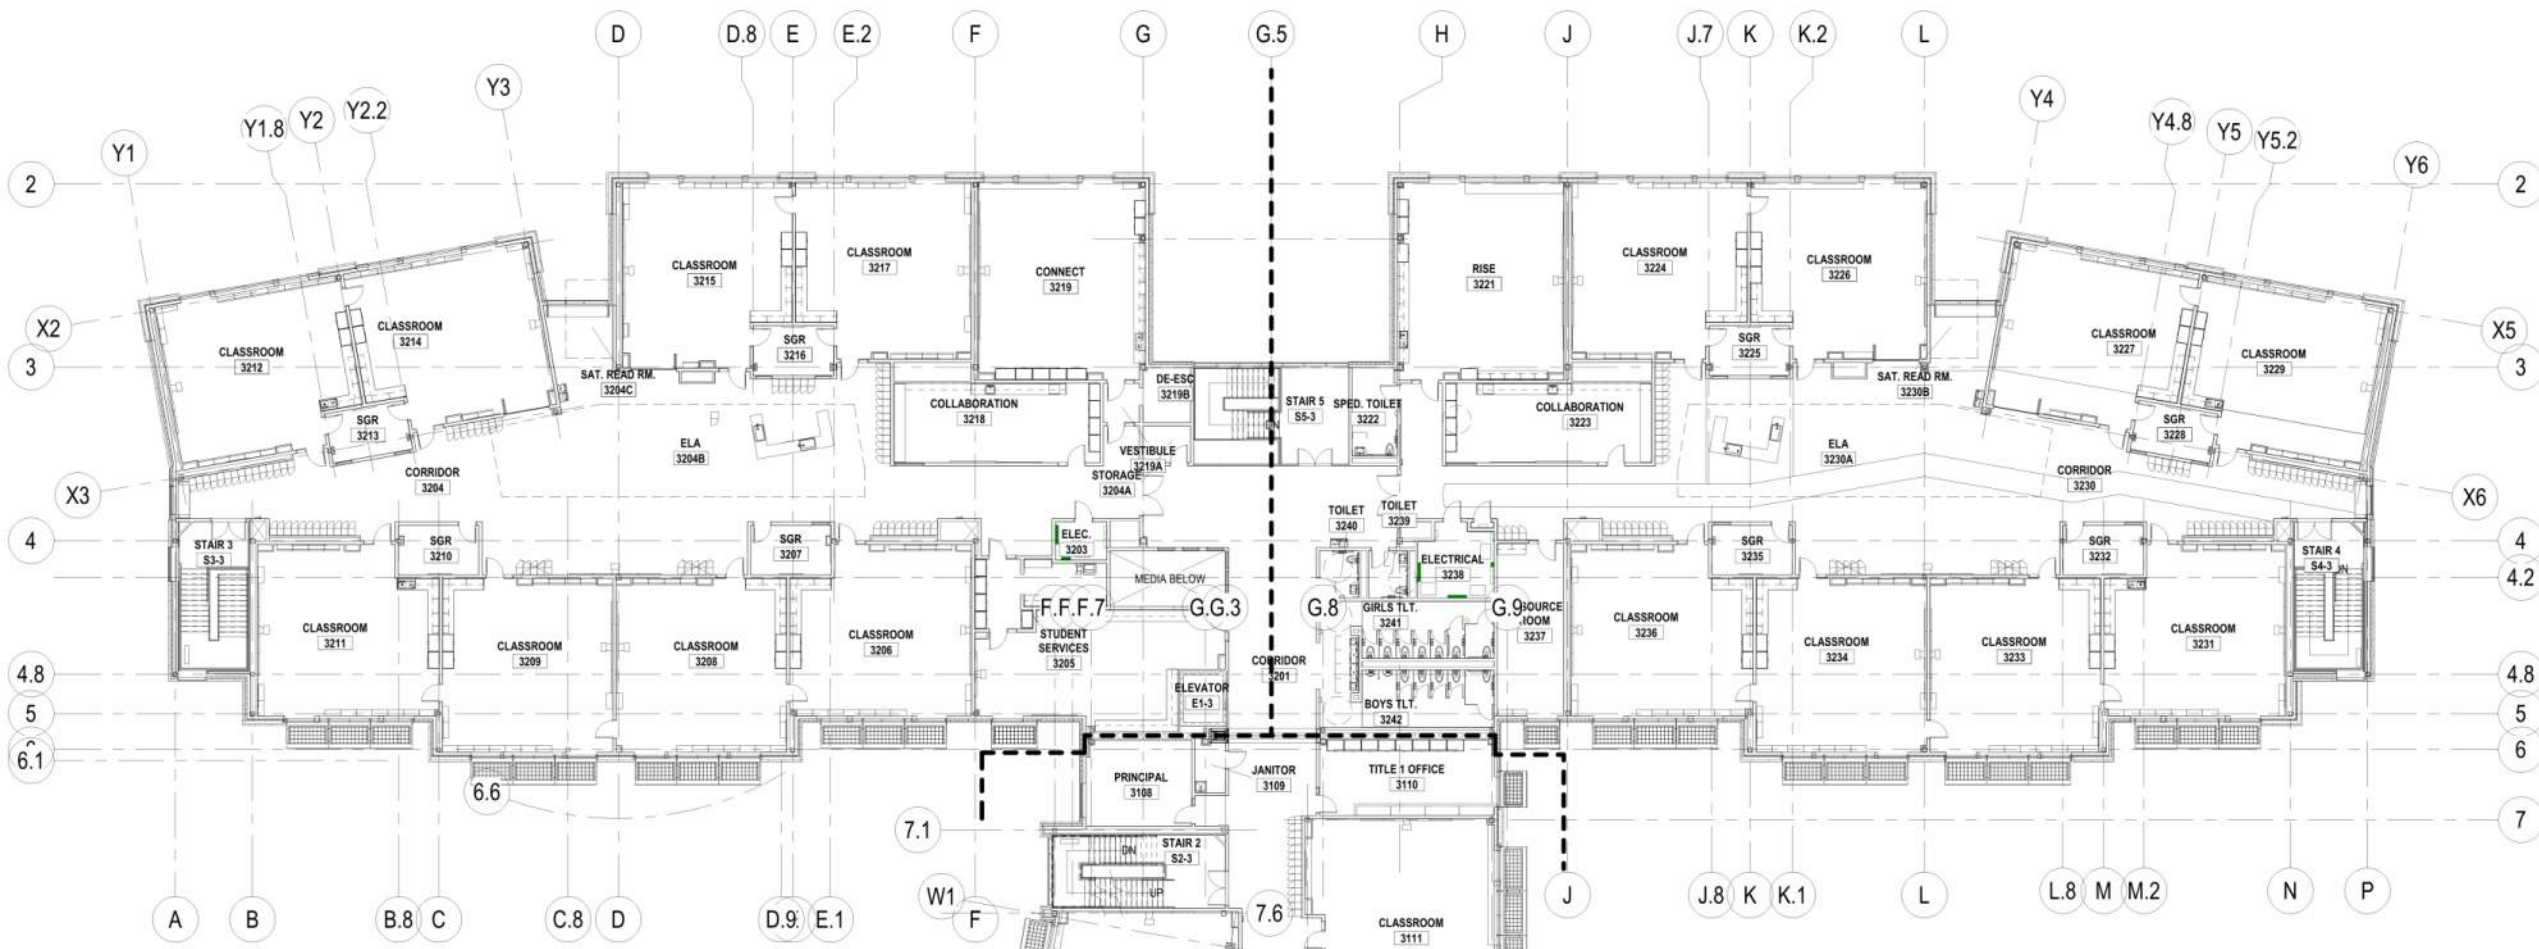 D
D.8
E
E.2
F
G
G.5
H
J
J.7
K
K.2
L
Y1
Y1.8
Y2
Y2.2
Y3
Y4
Y4.8
Y5
Y5.2
Y6
2
2
X2
X5
3
3
X3
X6
4
4
4.2
4.8
4.8
5
5
6
6.1
6.6
7.1
7
7.6
W1
CLASSROOM
3212
CLASSROOM
3214
SGR
3213
CORRIDOR
3204
SAT. READ RM.
3204C
CLASSROOM
3215
CLASSROOM
3217
SGR
3216
CONNECT
3219
COLLABORATION
3218
ELA
3204B
DE-ESC
3219B
VESTIBULE
3219A
STORAGE
3204A
STAIR 5
S5-3
DN
SPED. TOILET
3222
RISE
3221
CLASSROOM
3224
CLASSROOM
3226
SGR
3225
COLLABORATION
3223
SAT. READ RM.
3230B
ELA
3230A
CORRIDOR
3230
CLASSROOM
3227
CLASSROOM
3229
SGR
3228
STAIR 3
S3-3
SGR
3210
SGR
3207
CLASSROOM
3211
CLASSROOM
3209
CLASSROOM
3208
CLASSROOM
3206
ELEC.
3203
MEDIA BELOW
F.F.F.7
G.G.3
G.8
G.9
STUDENT
SERVICES
3205
ELEVATOR
E1-3
CORRIDOR
3201
TOILET
3240
TOILET
3239
ELECTRICAL
3238
GIRLS TLT.
3241
BOYS TLT.
3242
SOURCE
ROOM
3237
CLASSROOM
3236
SGR
3235
CLASSROOM
3234
CLASSROOM
3233
SGR
3232
CLASSROOM
3231
STAIR 4
S4-3
PRINCIPAL
3108
JANITOR
3109
TITLE 1 OFFICE
3110
STAIR 2
S2-3
DN
UP
CLASSROOM
3111
A
B
B.8
C
C.8
D
D.9
E.1
F
J
J.8
K
K.1
L
L.8
M
M.2
N
P